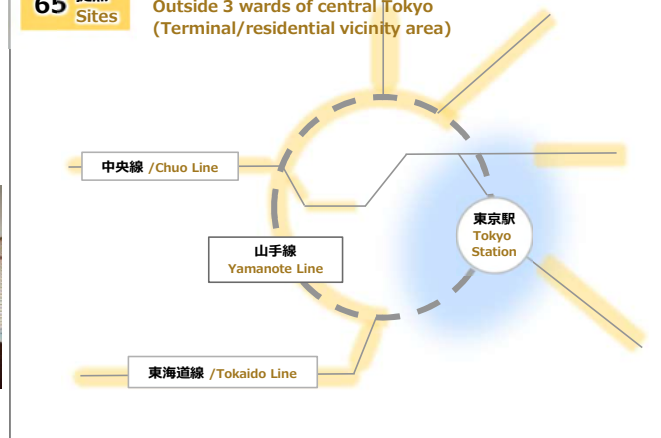 65 Sites
Outside 3 wards of central Tokyo
(Terminal/residential vicinity area)
中央線 /Chuo Line
東京駅
Tokyo
Station
山手線
Yamanote Line
東海道線 /Tokaido Line